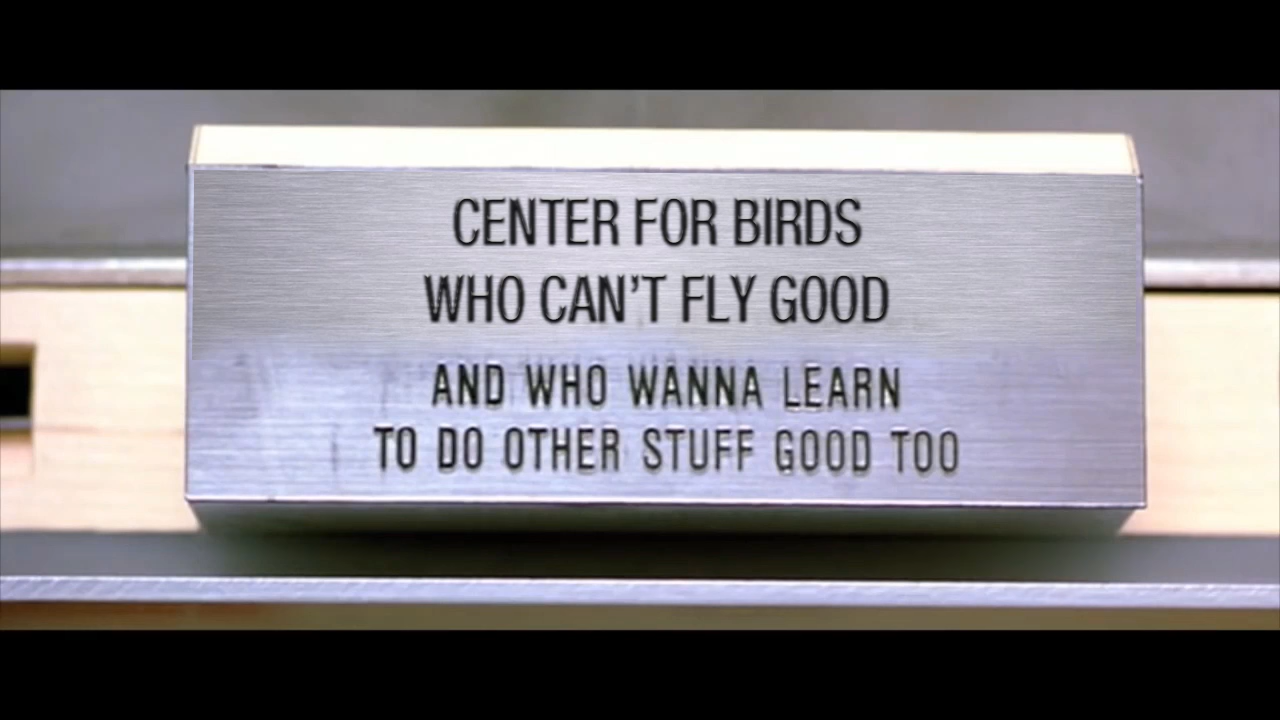 CENTER FOR BIRDS
WHO CAN'T FLY GOOD
AND WHO WANNA LEARN
TO DO OTHER STUFF GOOD TOO